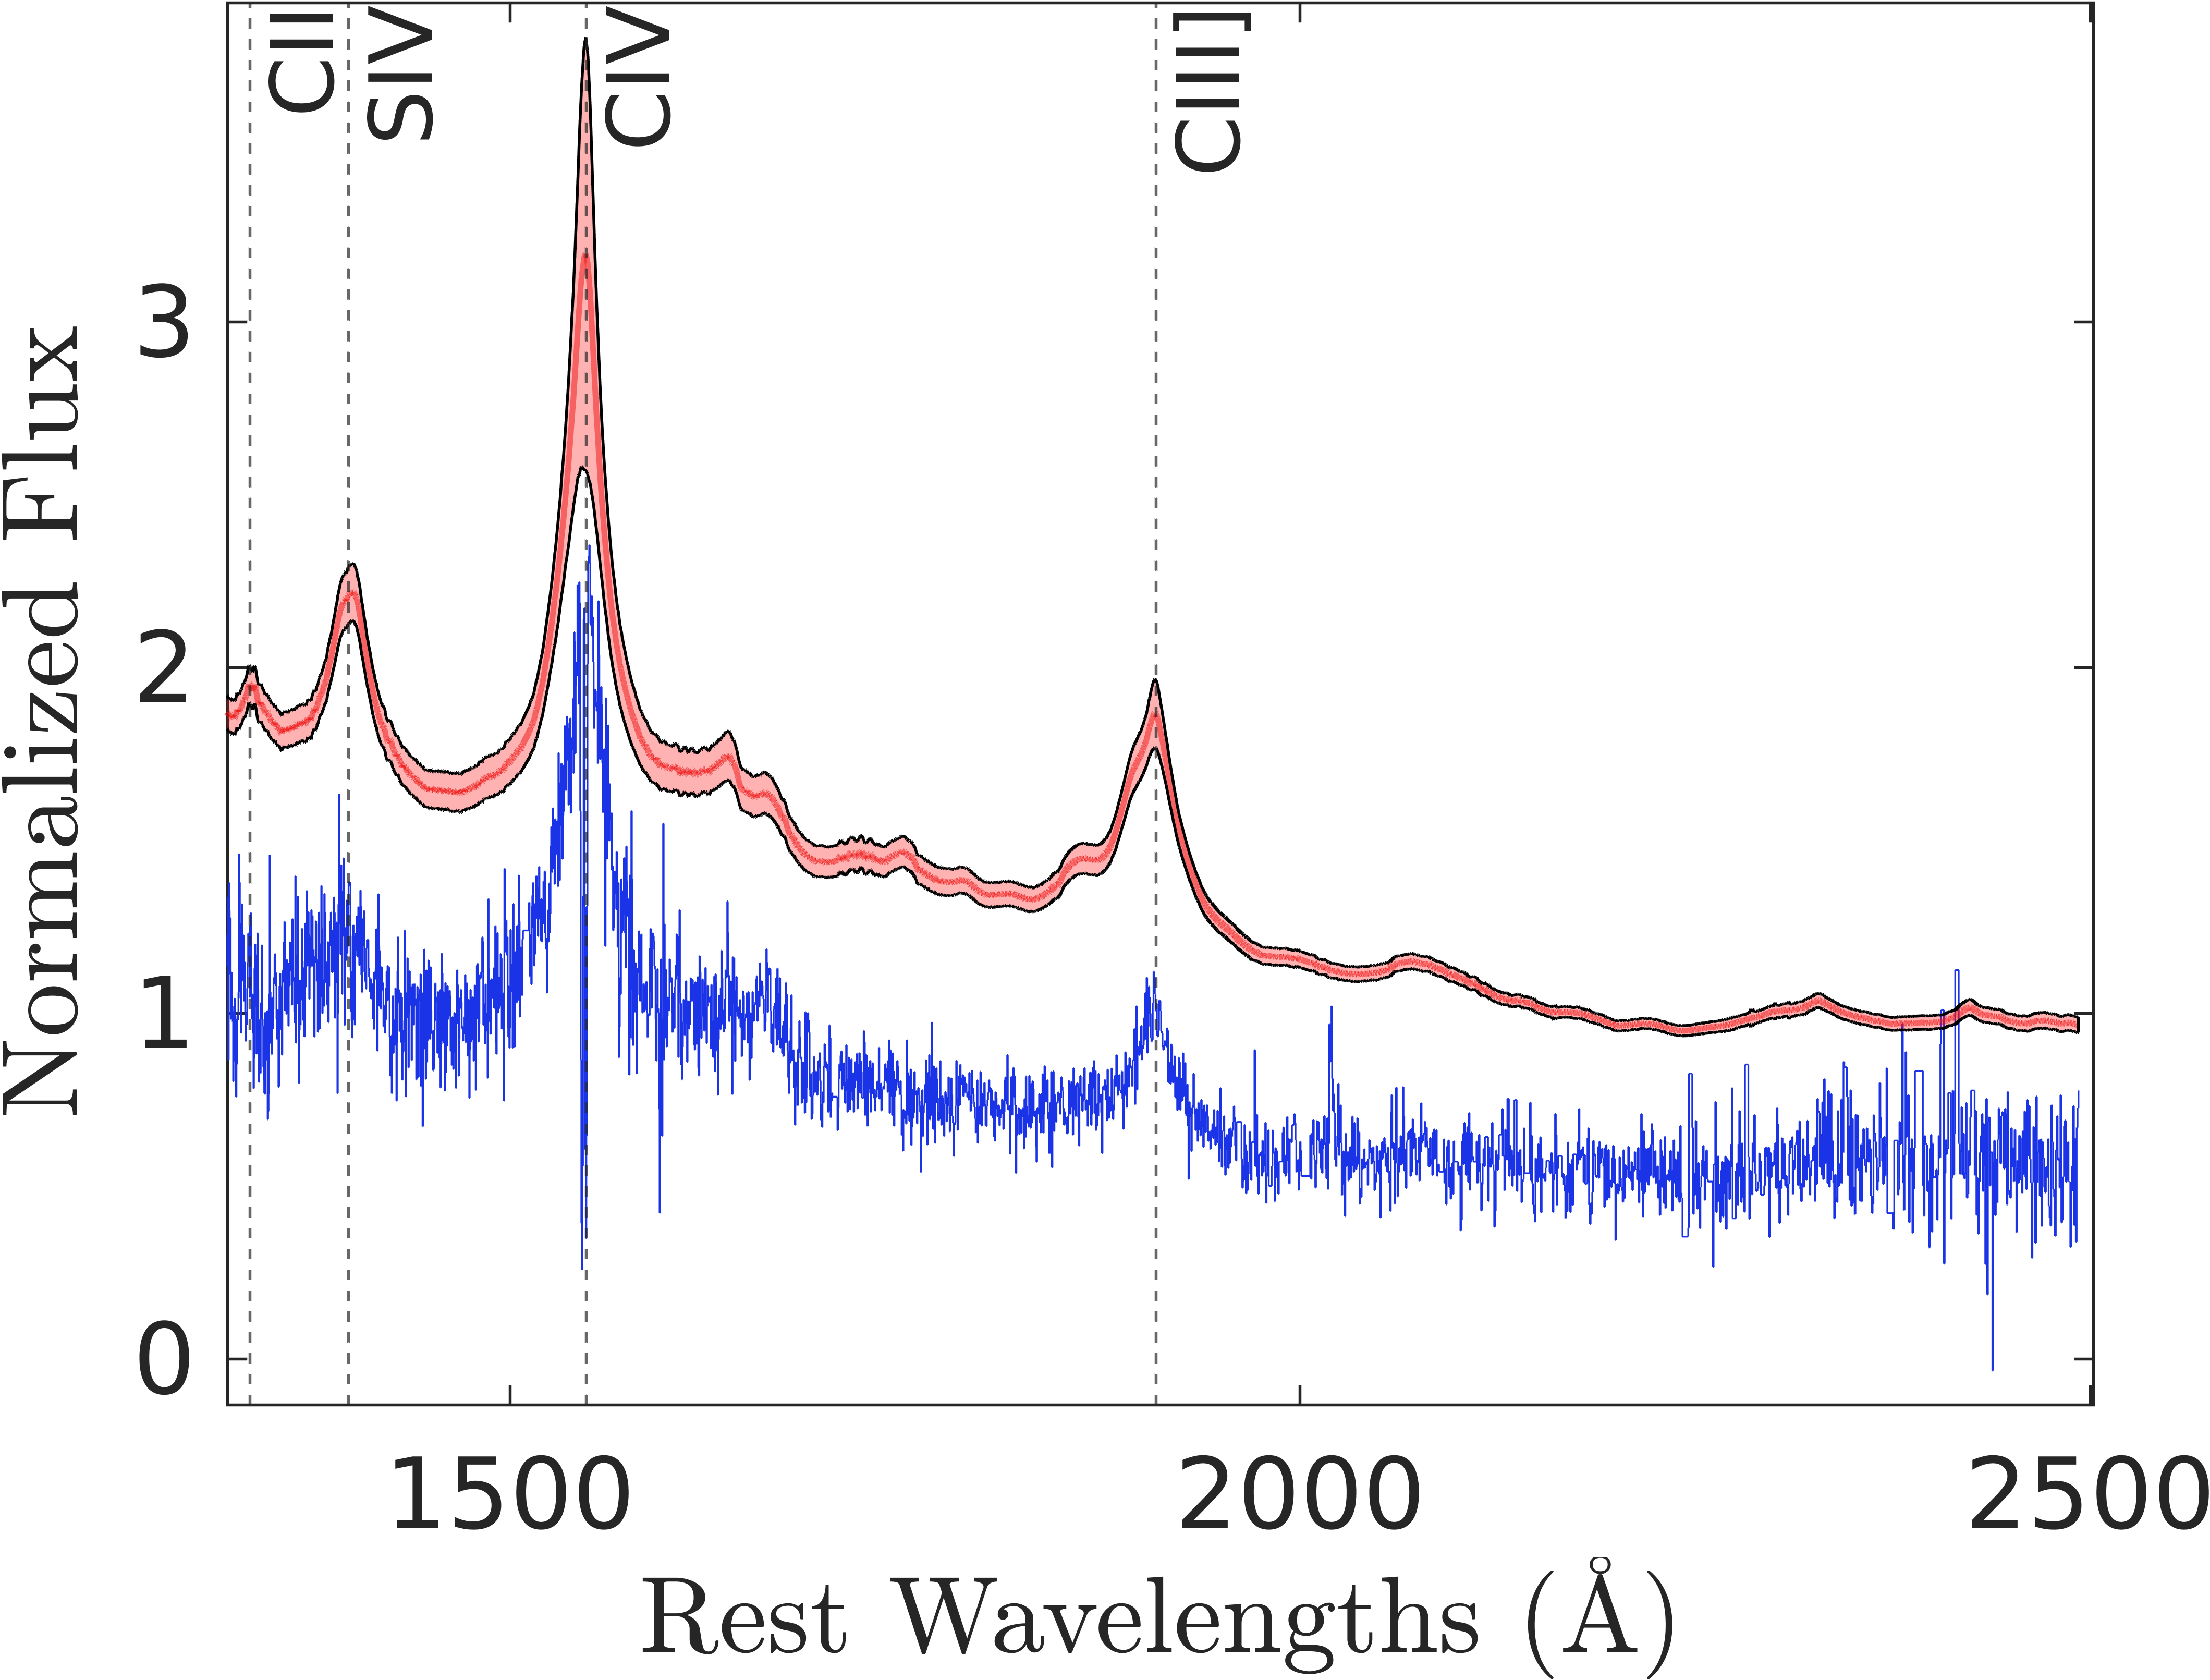 CII
SIV
CIV
CIII]
Normalized Flux
3
2
1
0
1500
2000
2500
Rest Wavelengths (Å)